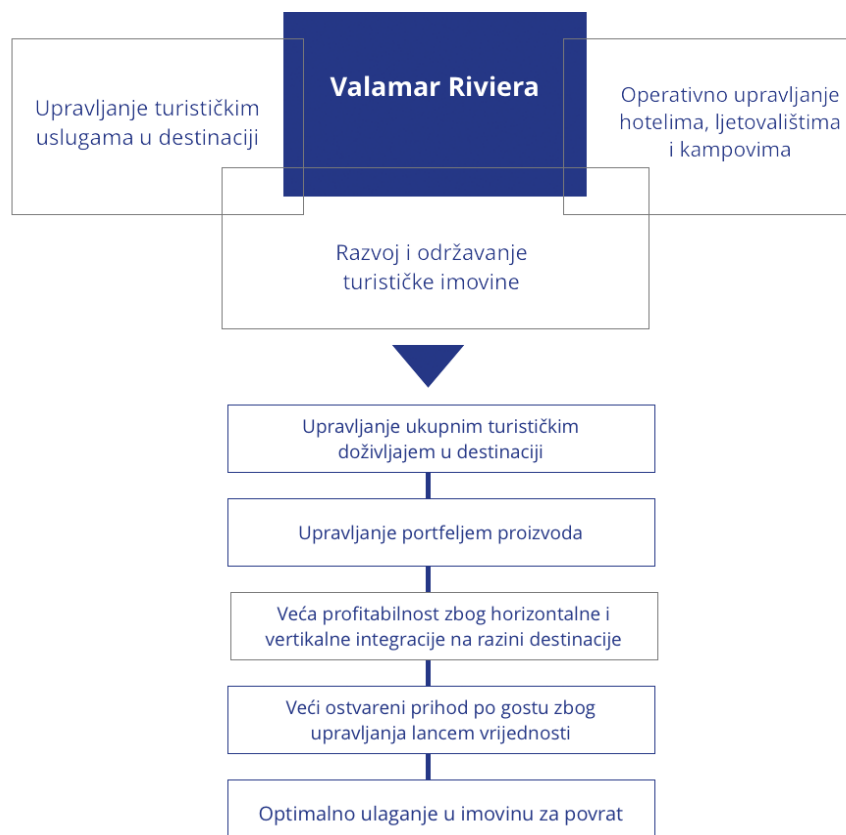 Valamar Riviera
Upravljanje turističkim
uslugama u destinaciji
Operativno upravljanje
hotelima, ljetovalištima
i kampovima
Razvoj i održavanje
turističke imovine
Upravljanje ukupnim turističkim
doživljajem u destinaciji
Upravljanje portfeljem proizvoda
Veća profitabilnost zbog horizontalne i
vertikalne integracije na razini destinacije
Veći ostvareni prihod po gostu zbog
upravljanja lancem vrijednosti
Optimalno ulaganje u imovinu za povrat